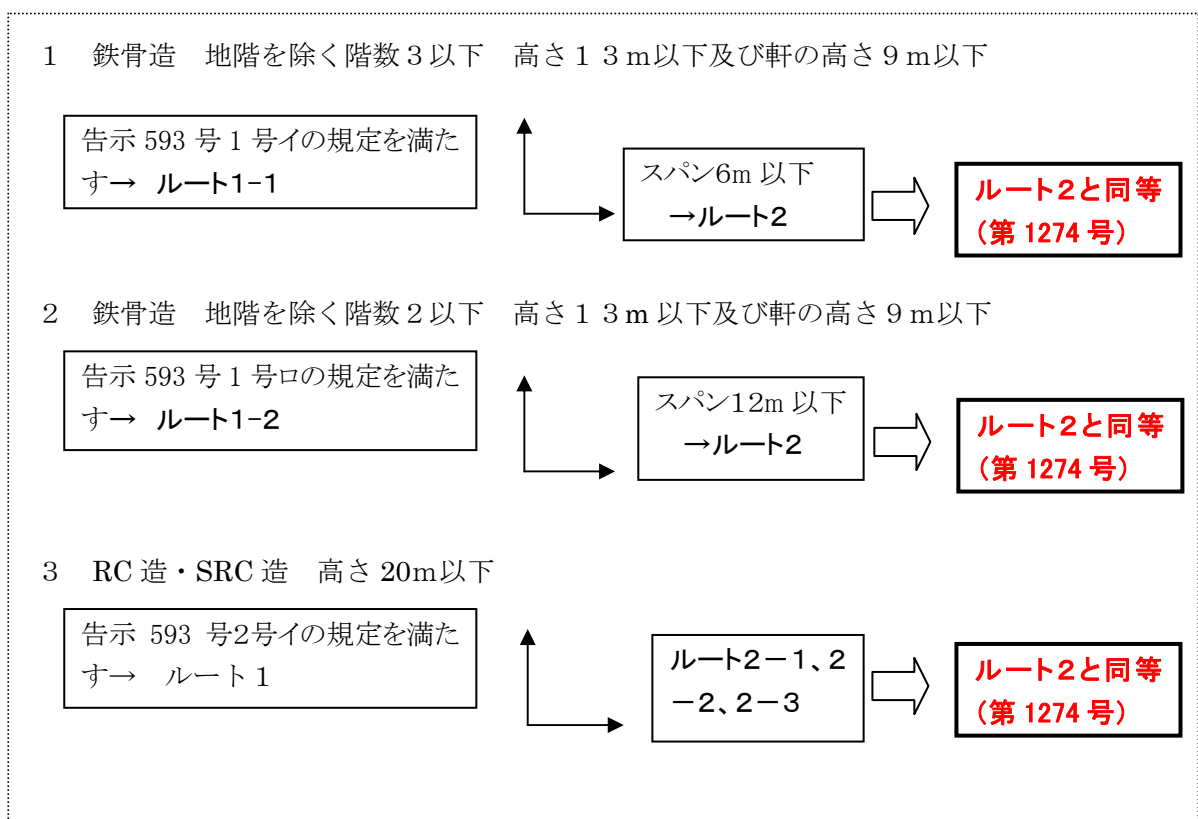 １　鉄骨造　地階を除く階数３以下　高さ１３ｍ以下及び軒の高さ９ｍ以下
告示 593 号 1 号イの規定を満た
す→　ルート1-1
スパン6m 以下
→ルート2
ルート2と同等
（第 1274 号）
２　鉄骨造　地階を除く階数２以下　高さ１３m 以下及び軒の高さ９ｍ以下
告示 593 号 1 号ロの規定を満た
す→　ルート1-2
スパン12m 以下
→ルート2
ルート2と同等
（第 1274 号）
３　RC 造・SRC 造　高さ 20ｍ以下
告示 593 号2号イの規定を満た
す→　ルート１
ルート2－1、2
－2、2－3
ルート2と同等
（第 1274 号）